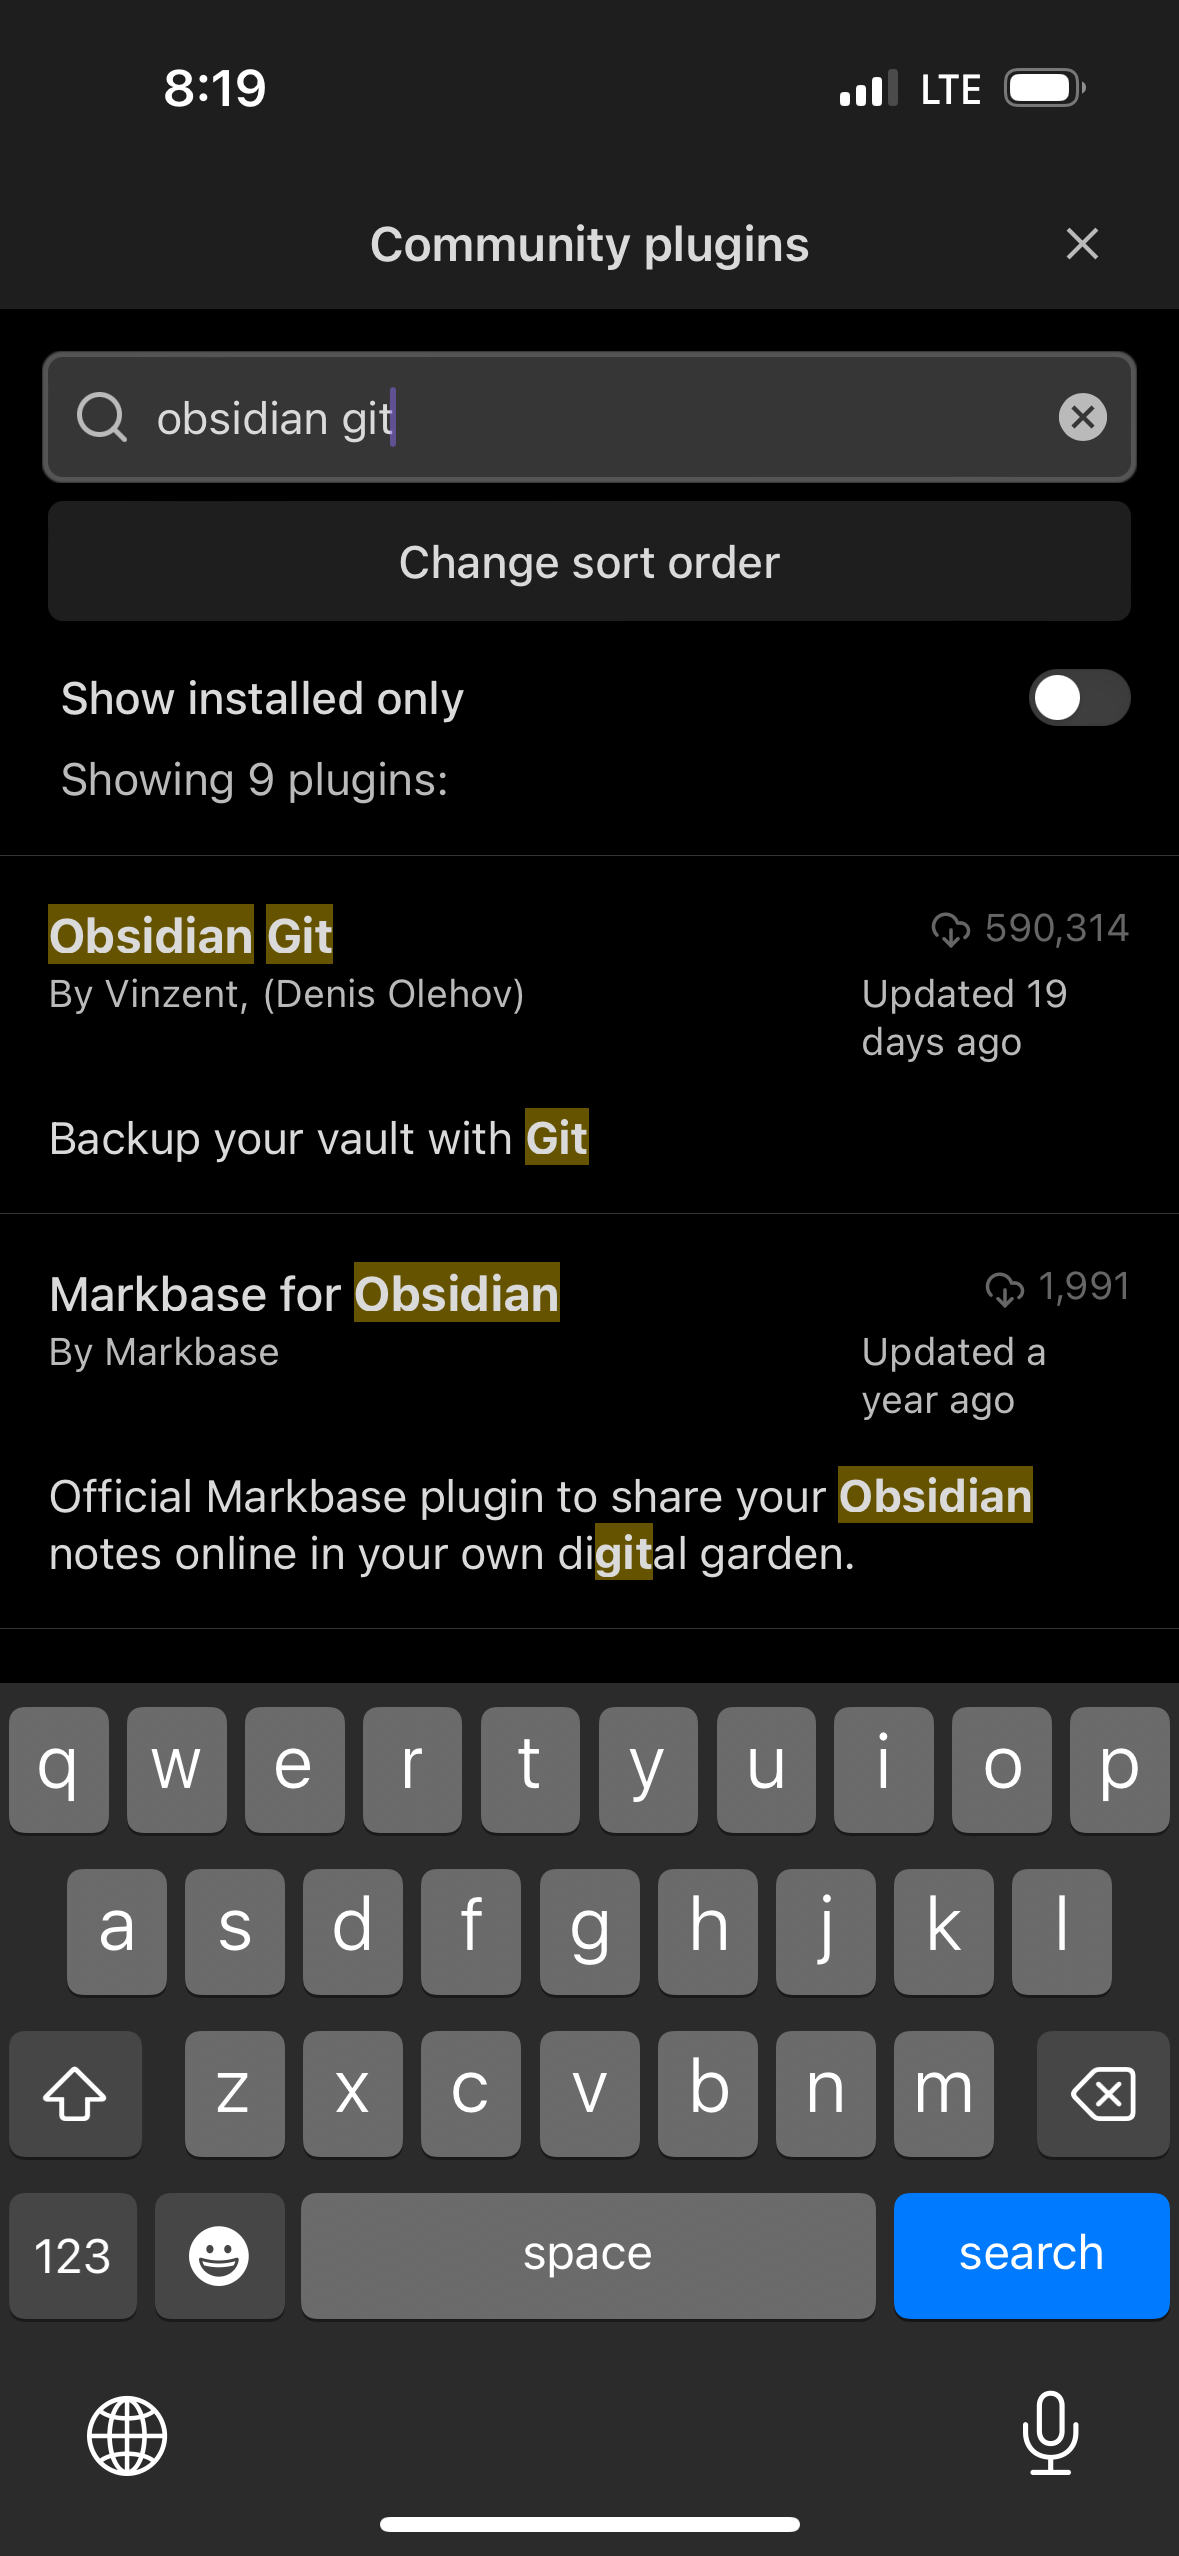 8:19
LTE
Community plugins
obsidian git
Change sort order
Show installed only
Showing 9 plugins:
Obsidian Git
590,314
By Vinzent, (Denis Olehov)
Updated 19
days ago
Backup your vault with Git
Markbase for Obsidian
1,991
By Markbase
Updated a
year ago
Official Markbase plugin to share your Obsidian
notes online in your own digital garden.
q w e r t y u i o p
a s d f g h j k l
z x c v b n m
123
space
search